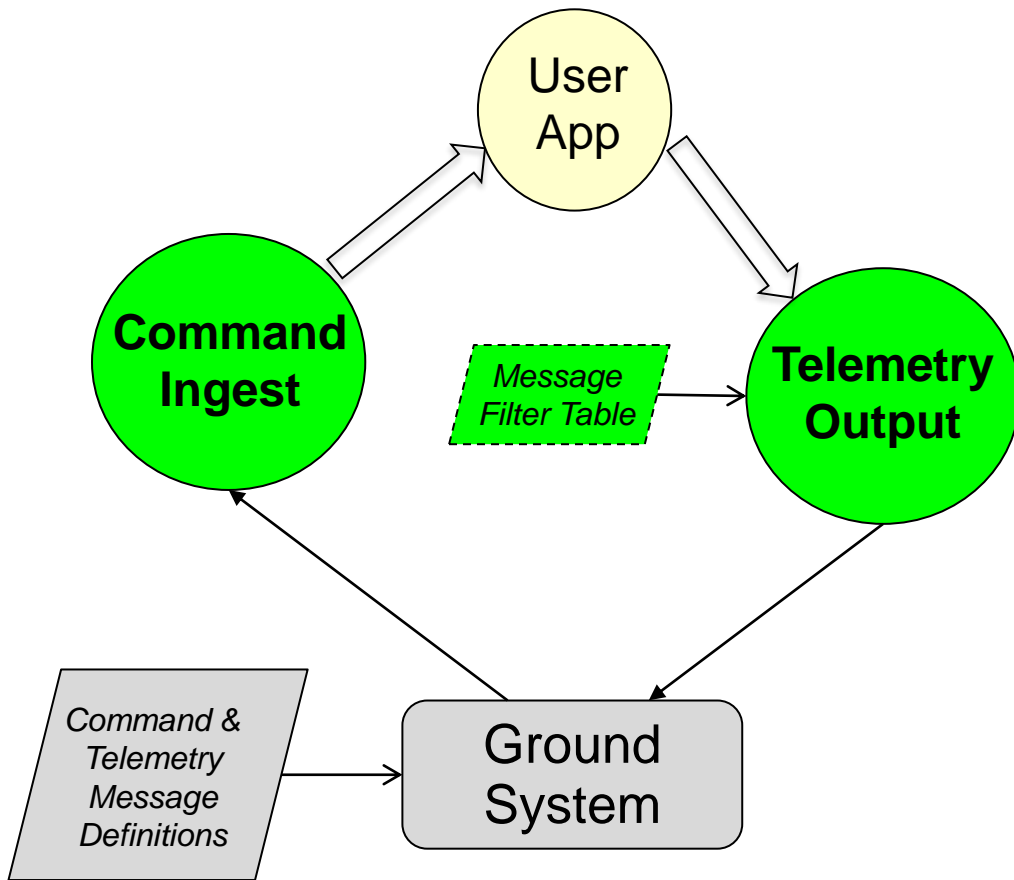 User
App
Command
Ingest
Message
Filter Table
Telemetry
Output
Command &
Telemetry
Message
Definitions
Ground
System